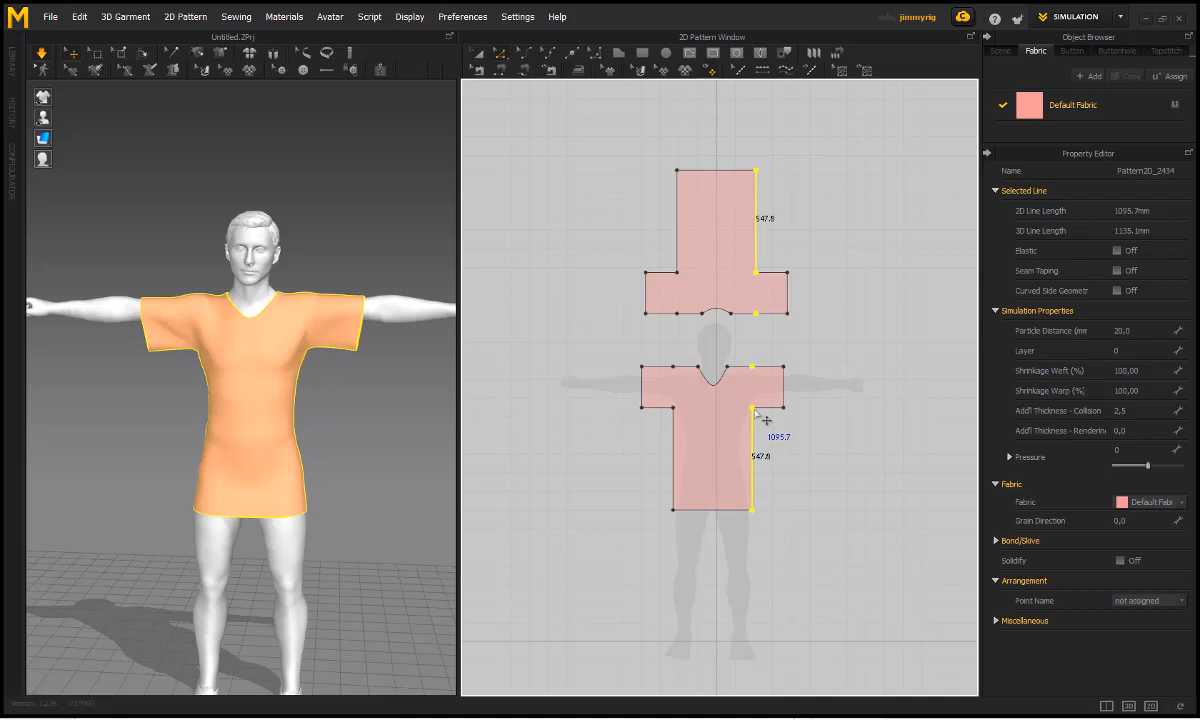 M File Edit 3D Garment 2D Pattern Sewing Materials Avatar Script Display Preferences Settings Help
Hello, jimmyrig
SIMULATION
Untitled.ZPrj
2D Pattern Window
Object Browser
LIBRARY
HISTORY
CONFIGURATOR
Scene Fabric Button Buttonhole Topstitch
+ Add Copy Assign
Default Fabric
Property Editor
Name Pattern2D_2434
Selected Line
2D Line Length 1095.7mm
3D Line Length 1135.1mm
Elastic Off
Seam Taping Off
Curved Side Geometr Off
Simulation Properties
Particle Distance (mm 20,0
Layer 0
Shrinkage Weft (%) 100,00
Shrinkage Warp (%) 100,00
Add'l Thickness - Collision 2,5
Add'l Thickness - Rendering 0,0
Pressure 0
Fabric
Fabric Default Fabr
Grain Direction 0,0
Bond/Skive
Solidify Off
Arrangement
Point Name not assigned
Miscellaneous
547.8
1095.7
547.8
3D 2D